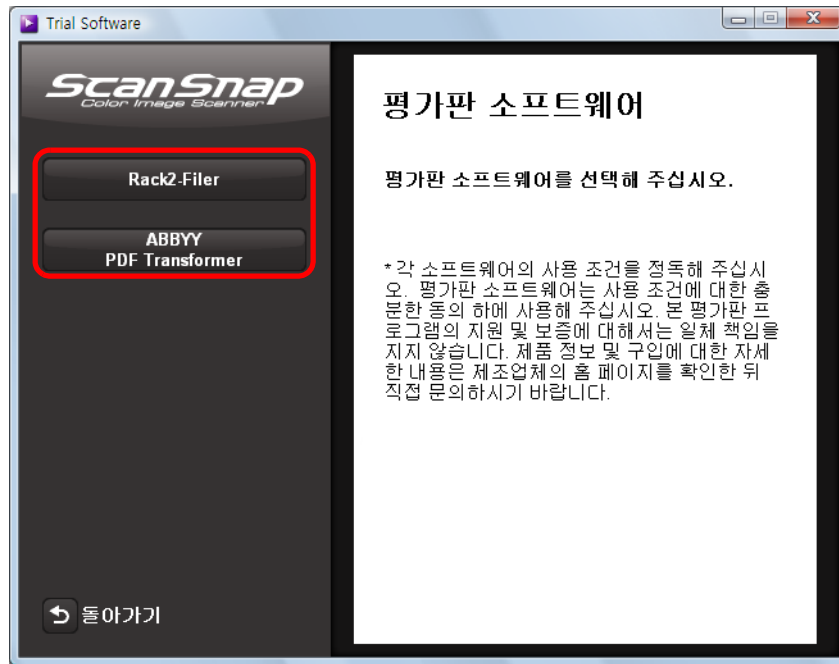 Trial Software
ScanSnap
Color Image Scanner
Rack2-Filer
ABBYY
PDF Transformer
돌아가기
평가판 소프트웨어
평가판 소프트웨어를 선택해 주십시오.
* 각 소프트웨어의 사용 조건을 정독해 주십시
오. 평가판 소프트웨어는 사용 조건에 대한 충
분한 동의 하에 사용해 주십시오. 본 평가판 프
로그램의 지원 및 보증에 대해서는 일체 책임을
지지 않습니다. 제품 정보 및 구입에 대한 자세
한 내용은 제조업체의 홈 페이지를 확인한 뒤
직접 문의하시기 바랍니다.